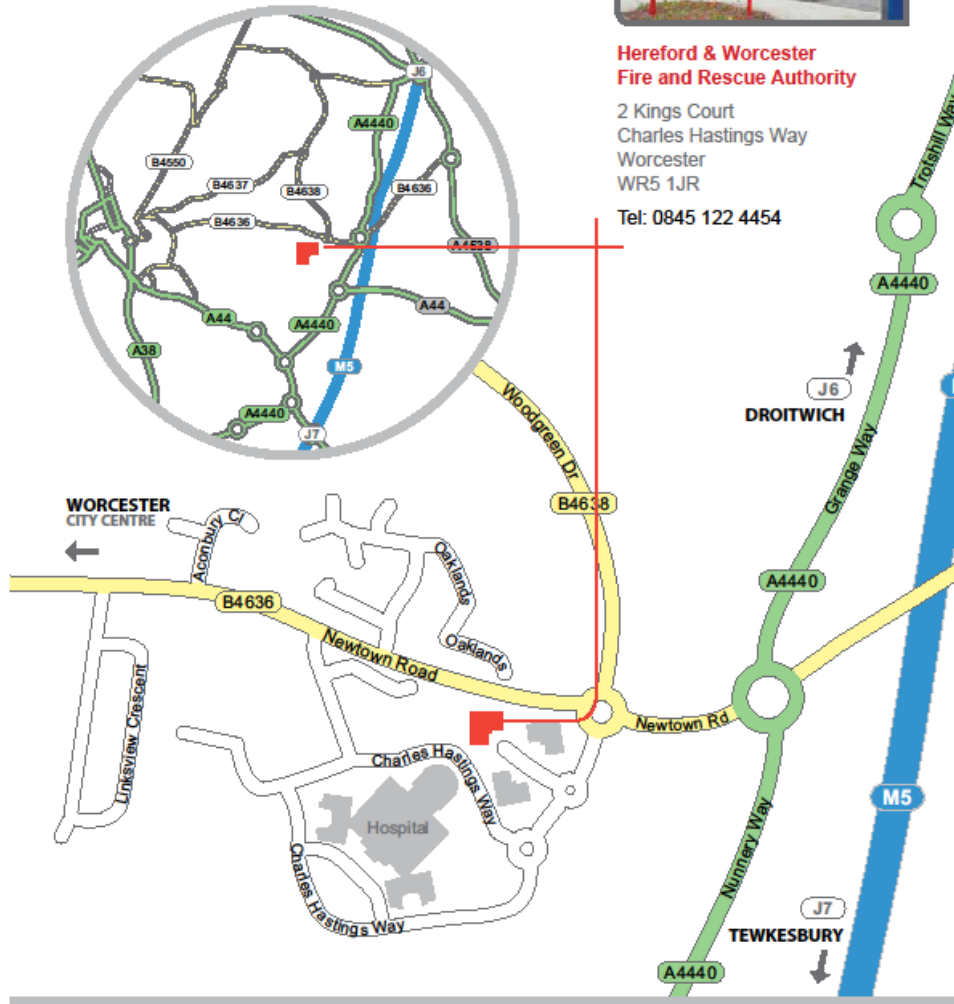 Hereford & Worcester
Fire and Rescue Authority
2 Kings Court
Charles Hastings Way
Worcester
WR5 1JR
Tel: 0845 122 4454
J6
A4440
B4550
B4637
B4638
B4636
B4636
A4538
A44
A44
A4440
A38
M5
A4440
J7
Trotshill Way
A4440
J6
DROITWICH
Woodgreen Dr
B4638
Grange Way
WORCESTER
CITY CENTRE
Aconbury Cl
Oaklands
A4440
B4636
Newtown Road
Oaklands
Linksview Crescent
Newtown Rd
Charles Hastings Way
M5
Hospital
Nunnery Way
Charles Hastings Way
J7
TEWKESBURY
A4440